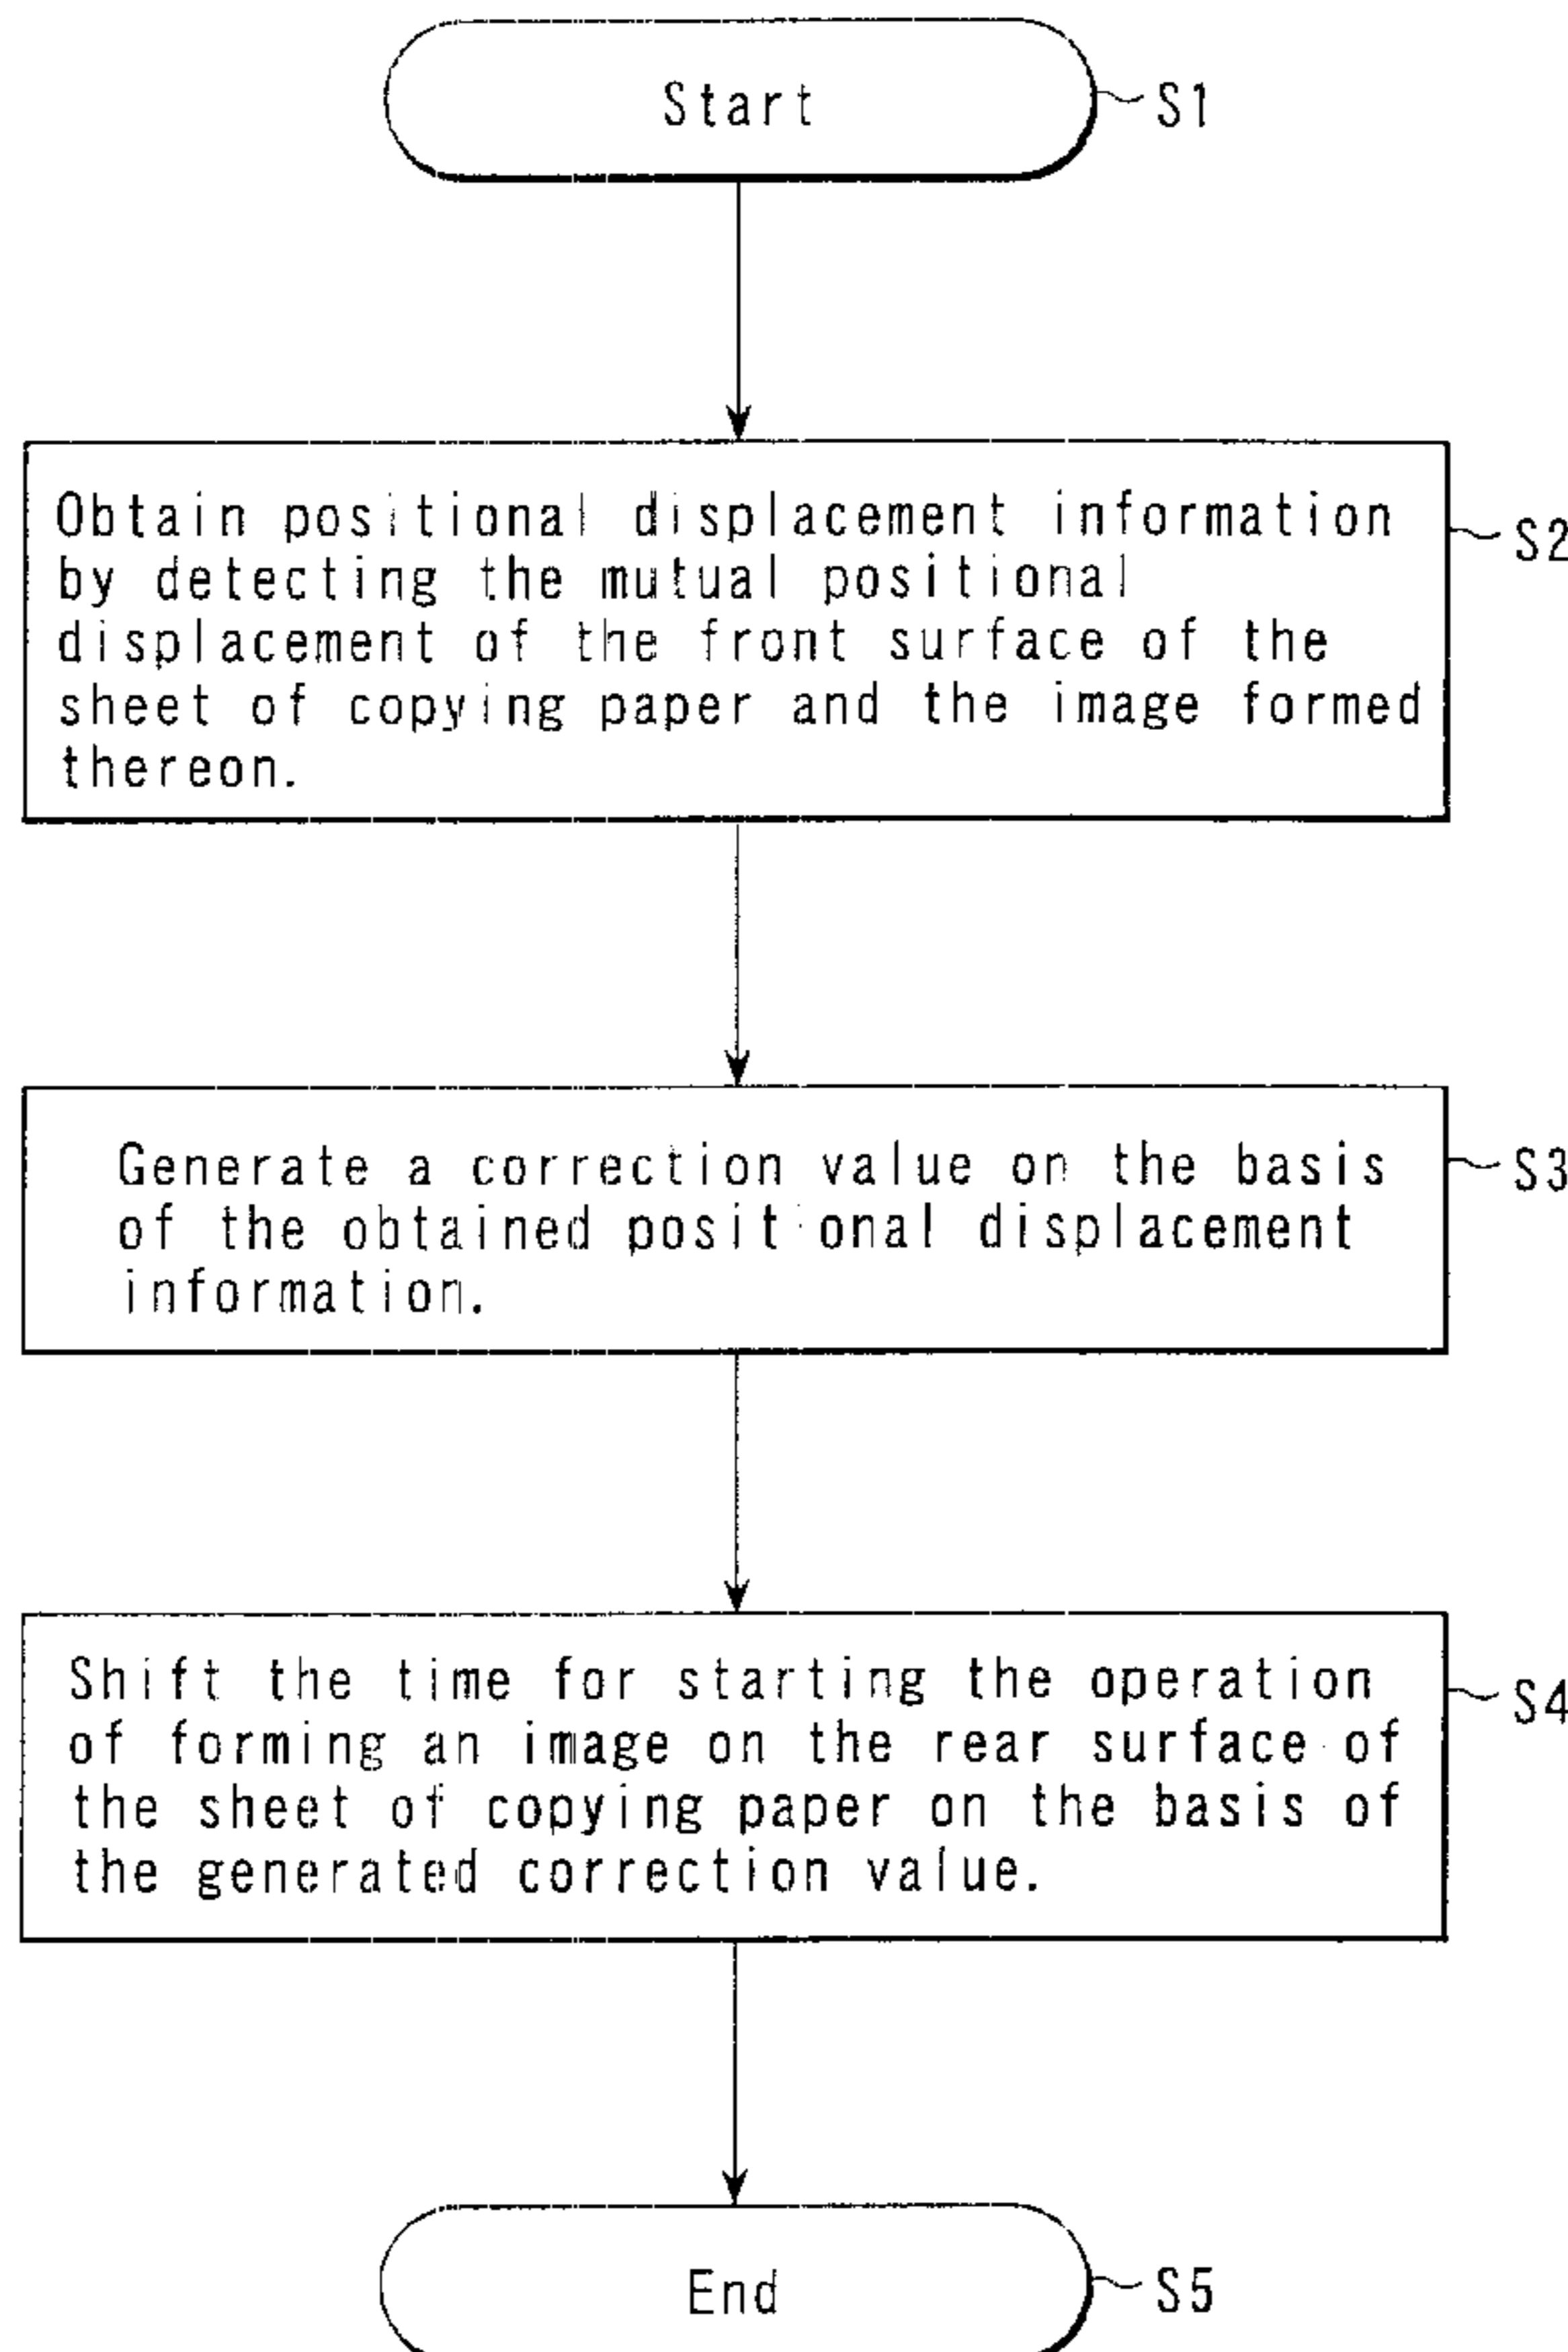 Start
S1
Obtain positional displacement information
S2
by detecting the mutual positional
displacement of the front surface of the
sheet of copying paper and the image formed
thereon.
Generate a correction value on the basis
S3
of the obtained positional displacement
information.
Shift the time for starting the operation
S4
of forming an image on the rear surface of
the sheet of copying paper on the basis of
the generated correction value.
End
S5